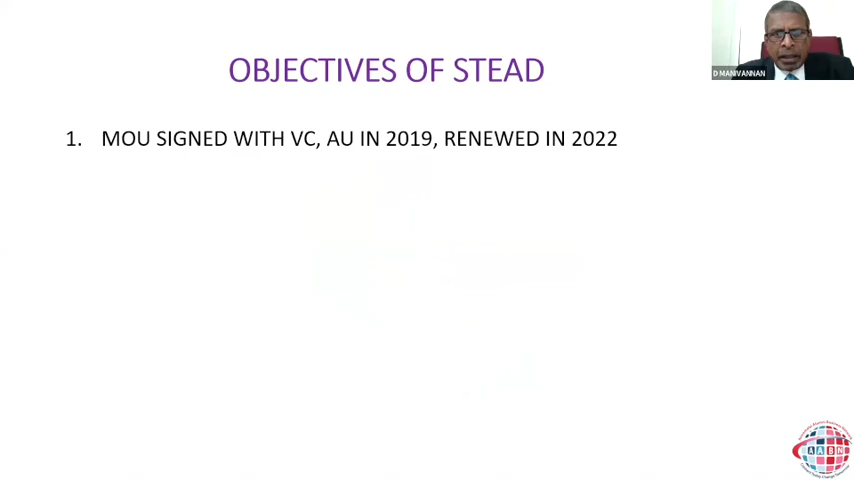 D MANIVANNAN
OBJECTIVES OF STEAD
1. MOU SIGNED WITH VC, AU IN 2019, RENEWED IN 2022
AABN